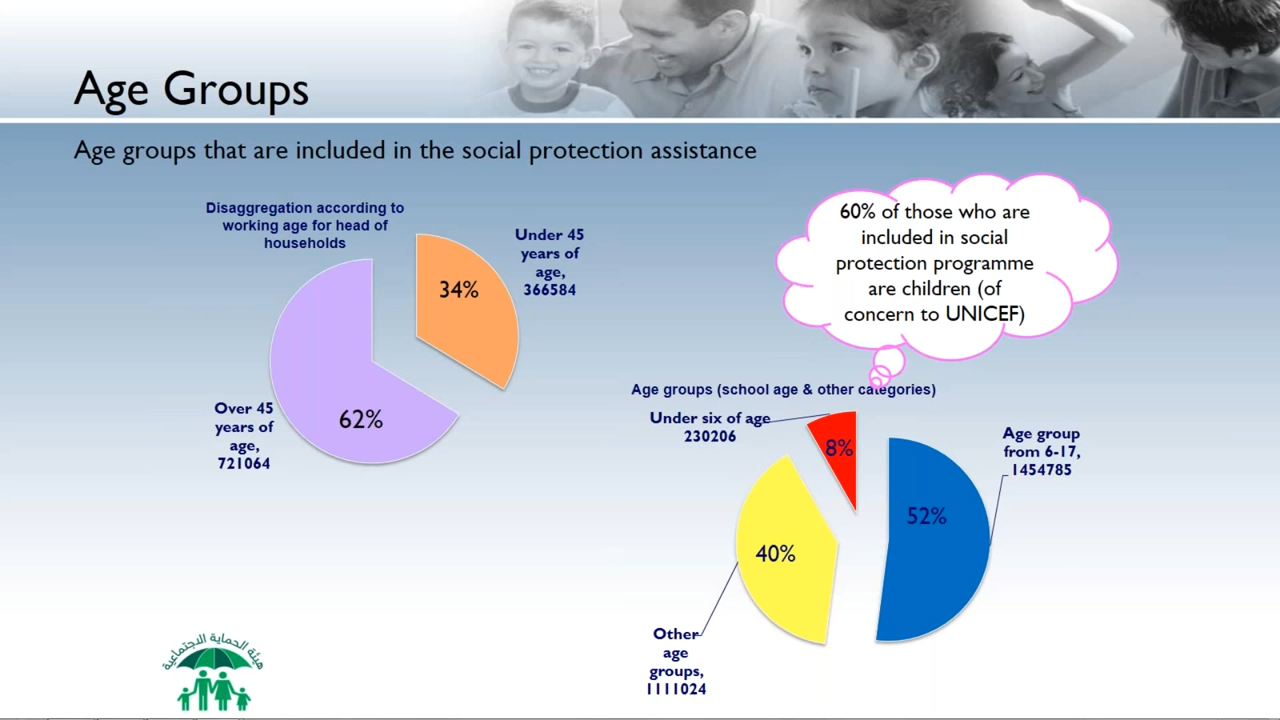 Age Groups
Age groups that are included in the social protection assistance
Disaggregation according to
working age for head of
households
Under 45
years of
age,
366584
34%
62%
Over 45
years of
age,
721064
60% of those who are
included in social
protection programme
are children (of
concern to UNICEF)
Age groups (school age & other categories)
Under six of age
230206
8%
Age group
from 6-17,
1454785
52%
40%
Other
age
groups,
1111024
هيئة الحماية الاجتماعية